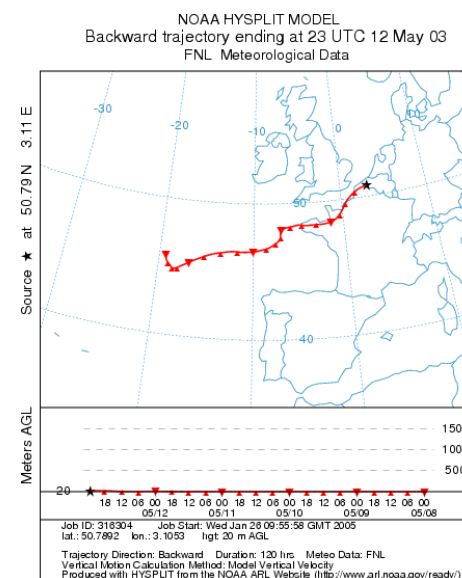 NOAA HYSPLIT MODEL
Backward trajectory ending at 23 UTC 12 May 03
FNL Meteorological Data
Source ★ at 50.79 N 3.11 E
-30
-20
-10
0
50
40
Meters AGL
150
100
500
20
18 12 06 00 18 12 06 00 18 12 06 00 18 12 06 00 18 12 06 00
05/12 05/11 05/10 05/09 05/08
Job ID: 316304 Job Start: Wed Jan 26 09:55:58 GMT 2005
lat.: 50.7892 lon.: 3.1053 hgt: 20 m AGL
Trajectory Direction: Backward Duration: 120 hrs Meteo Data: FNL
Vertical Motion Calculation Method: Model Vertical Velocity
Produced with HYSPLIT from the NOAA ARL Website (http://www.arl.noaa.gov/ready/)